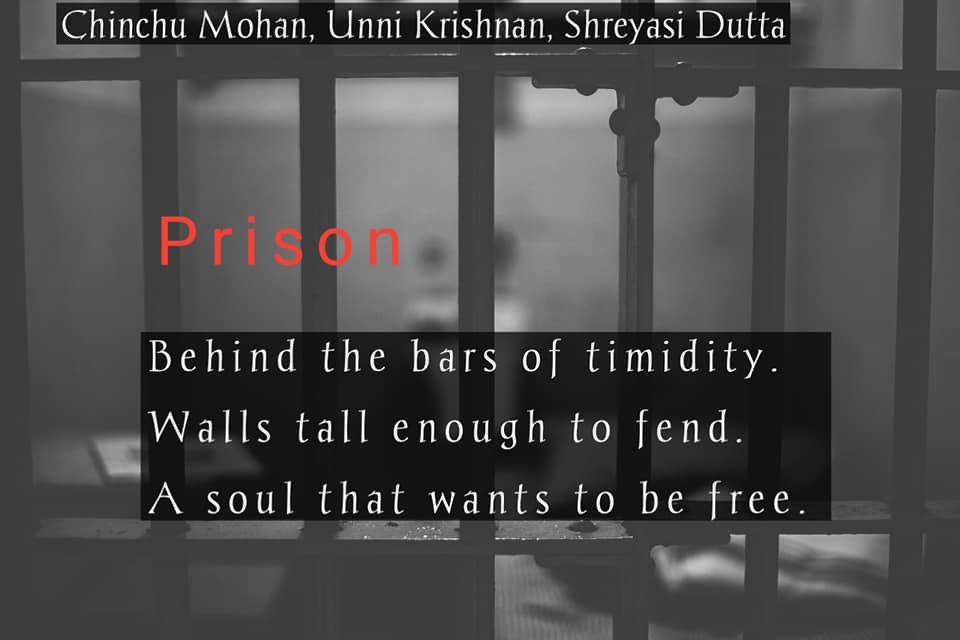 Chinchu Mohan, Unni Krishnan, Shreyasi Dutta
Prison
Behind the bars of timidity.
Walls tall enough to fend.
A soul that wants to be free.